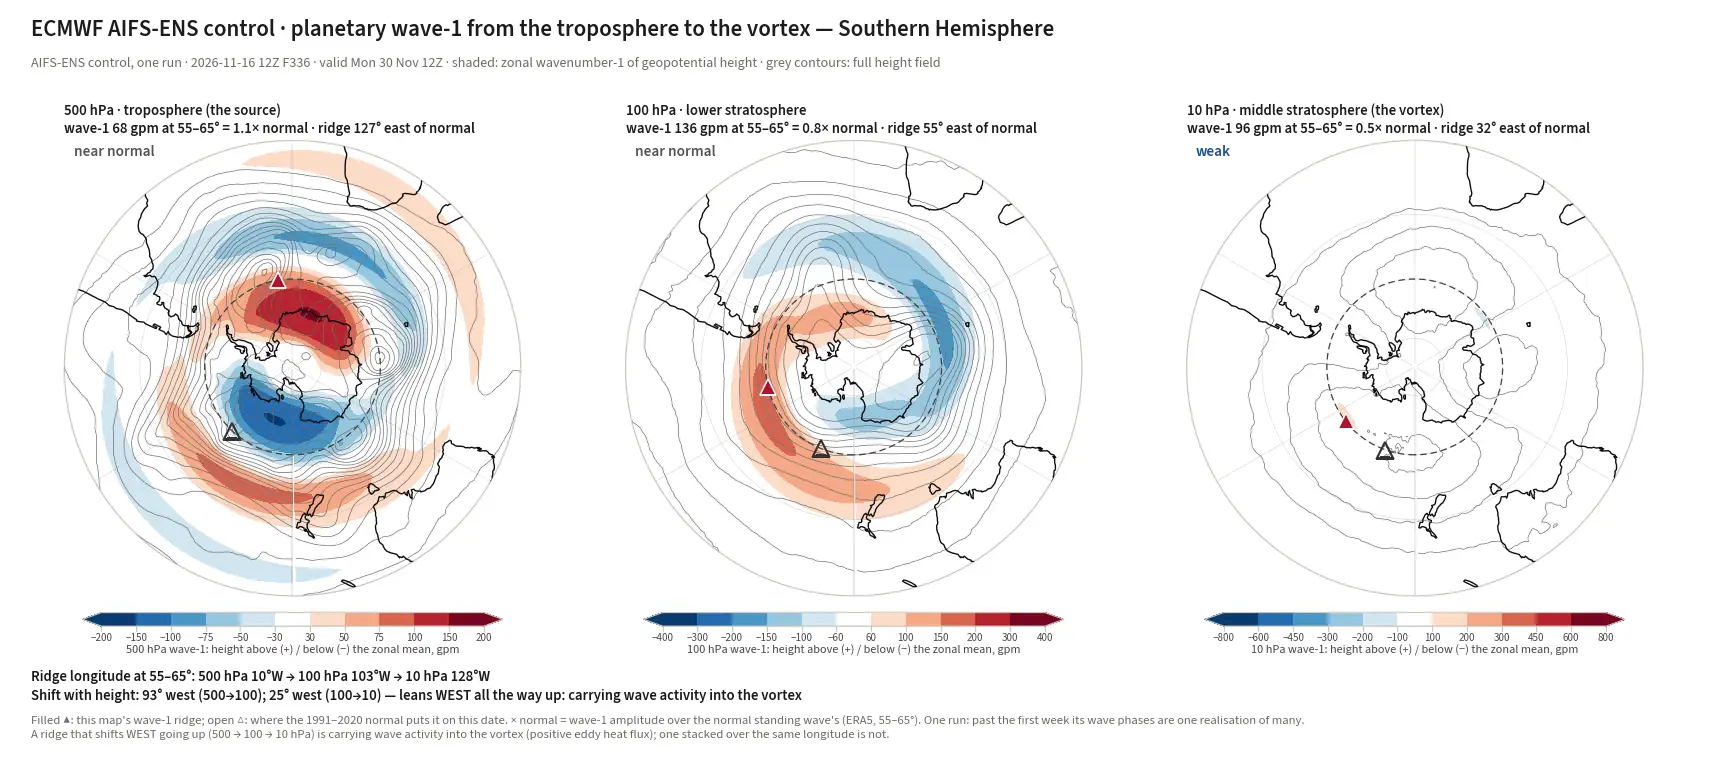 ECMWF AIFS-ENS control · planetary wave-1 from the troposphere to the vortex — Southern Hemisphere
AIFS-ENS control, one run · 2026-11-16 12Z F336 · valid Mon 30 Nov 12Z · shaded: zonal wavenumber-1 of geopotential height · grey contours: full height field
500 hPa · troposphere (the source)
wave-1 68 gpm at 55–65° = 1.1× normal · ridge 127° east of normal
near normal
100 hPa · lower stratosphere
wave-1 136 gpm at 55–65° = 0.8× normal · ridge 55° east of normal
near normal
10 hPa · middle stratosphere (the vortex)
wave-1 96 gpm at 55–65° = 0.5× normal · ridge 32° east of normal
weak
−200 −150 −100 −75 −50 −30 30 50 75 100 150 200
500 hPa wave-1: height above (+) / below (−) the zonal mean, gpm
−400 −300 −200 −150 −100 −60 60 100 150 200 300 400
100 hPa wave-1: height above (+) / below (−) the zonal mean, gpm
−800 −600 −450 −300 −200 −100 100 200 300 450 600 800
10 hPa wave-1: height above (+) / below (−) the zonal mean, gpm
Ridge longitude at 55–65°: 500 hPa 10°W → 100 hPa 103°W → 10 hPa 128°W
Shift with height: 93° west (500→100); 25° west (100→10) — leans WEST all the way up: carrying wave activity into the vortex
Filled ▲: this map's wave-1 ridge; open △: where the 1991–2020 normal puts it on this date. × normal = wave-1 amplitude over the normal standing wave's (ERA5, 55–65°). One run: past the first week its wave phases are one realisation of many.
A ridge that shifts WEST going up (500 → 100 → 10 hPa) is carrying wave activity into the vortex (positive eddy heat flux); one stacked over the same longitude is not.